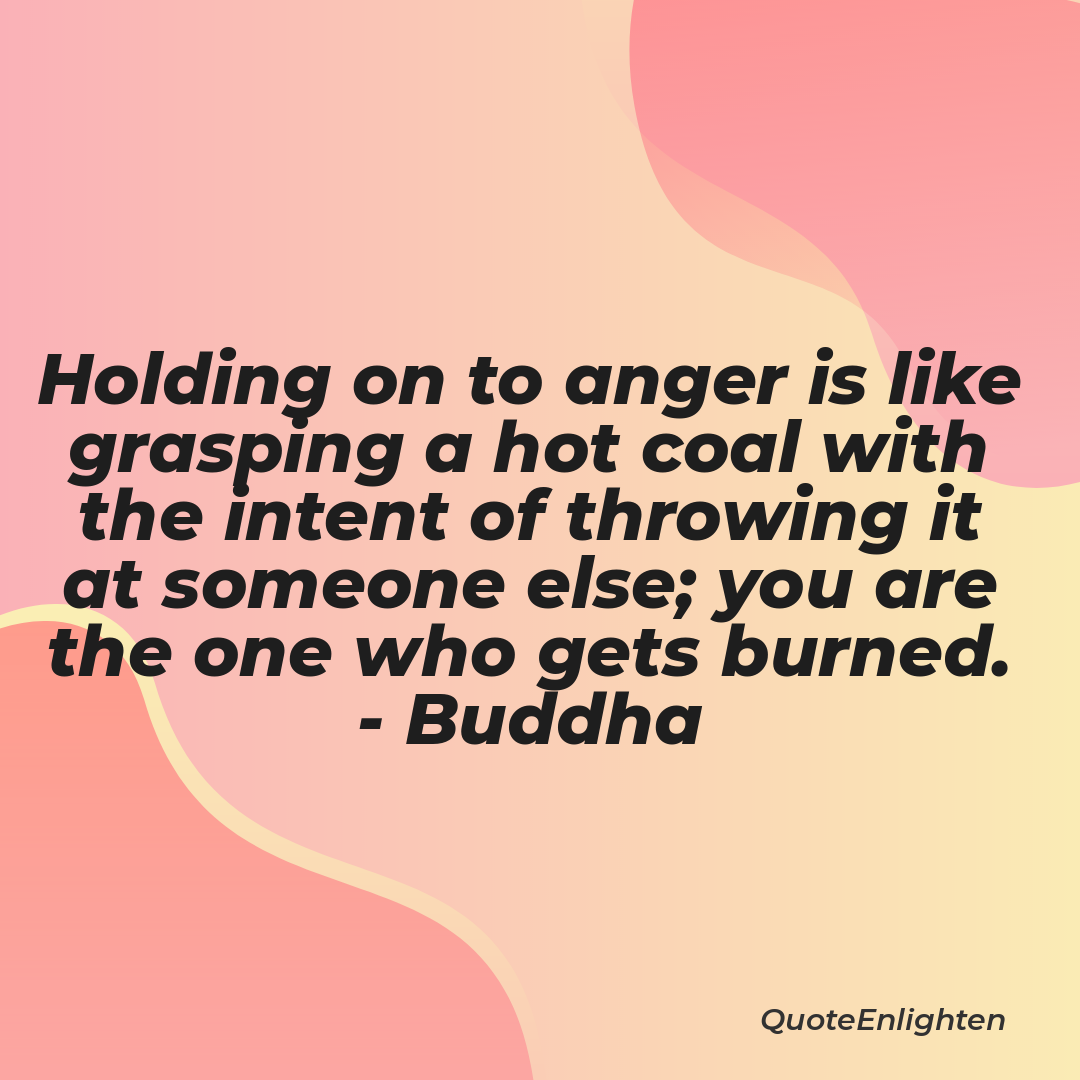 Holding on to anger is like
grasping a hot coal with
the intent of throwing it
at someone else; you are
the one who gets burned.
- Buddha
QuoteEnlighten